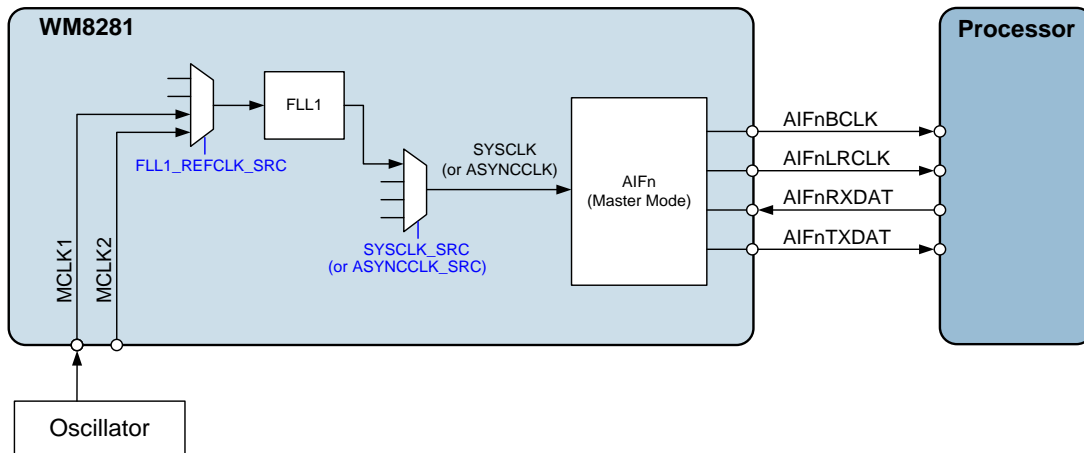 WM8281
Processor
FLL1
FLL1_REFCLK_SRC
SYSCLK
(or ASYNCCLK)
SYSCLK_SRC
(or ASYNCCLK_SRC)
AIFn
(Master Mode)
AIFnBCLK
AIFnLRCLK
AIFnRXDAT
AIFnTXDAT
MCLK1
MCLK2
Oscillator